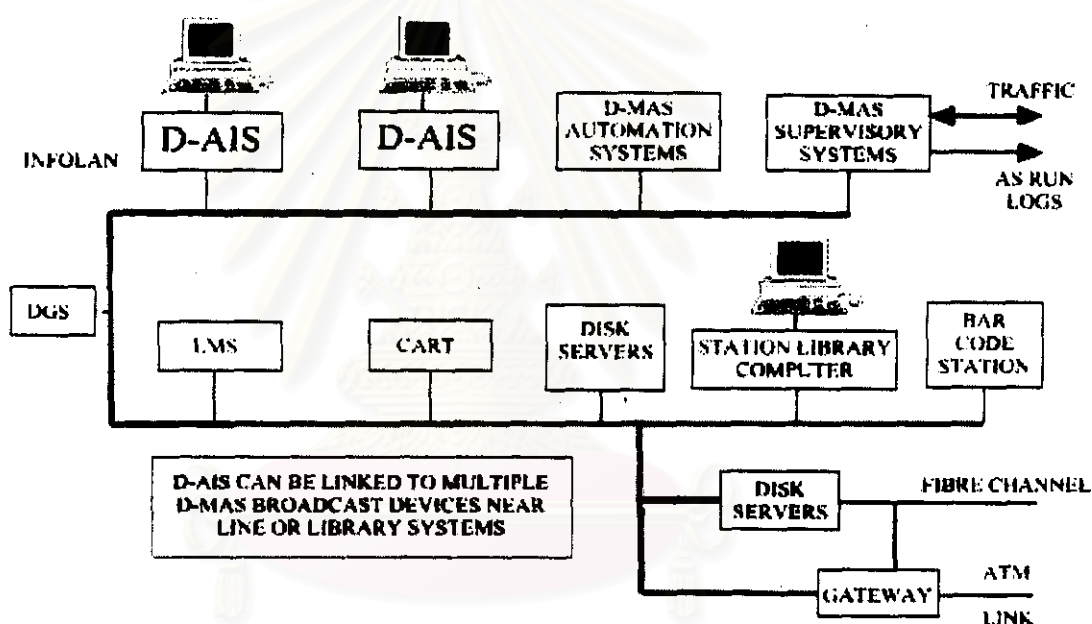 D-AIS
D-AIS
D-MAS
AUTOMATION
SYSTEMS
D-MAS
SUPERVISORY
SYSTEMS
TRAFFIC
AS RUN
LOGS
INFOLAN
DGS
LMS
CART
DISK
SERVERS
STATION LIBRARY
COMPUTER
BAR
CODE
STATION
D-AIS CAN BE LINKED TO MULTIPLE
D-MAS BROADCAST DEVICES NEAR
LINE OR LIBRARY SYSTEMS
DISK
SERVERS
FIBRE CHANNEL
GATEWAY
ATM
LINK